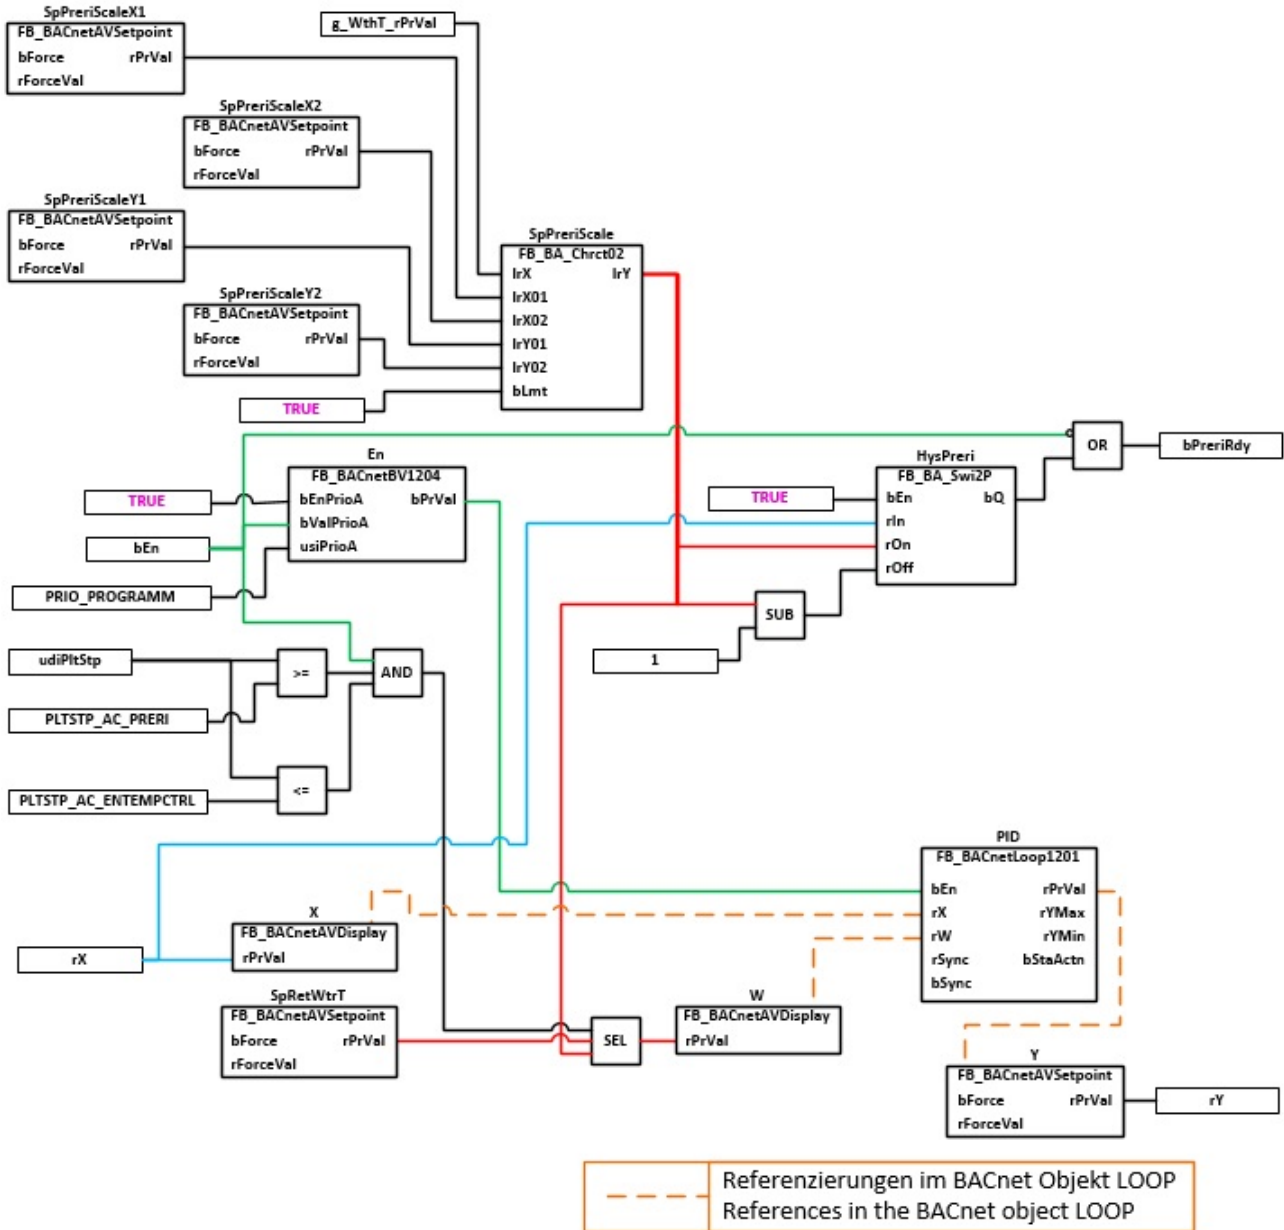 SpPreriScaleX1
FB_BACnetAVSetpoint
bForce rPrVal
rForceVal
g_WthT_rPrVal
SpPreriScaleX2
FB_BACnetAVSetpoint
bForce rPrVal
rForceVal
SpPreriScaleY1
FB_BACnetAVSetpoint
bForce rPrVal
rForceVal
SpPreriScaleY2
FB_BACnetAVSetpoint
bForce rPrVal
rForceVal
TRUE
SpPreriScale
FB_BA_Chrct02
lrX lrY
lrX01
lrX02
lrY01
lrY02
bLmt
En
FB_BACnetBV1204
bEnPrioA bPrVal
bValPrioA
usiPrioA
TRUE
bEn
PRIO_PROGRAMM
HysPreri
FB_BA_Swi2P
bEn bQ
rIn
rOn
rOff
TRUE
OR
bPreriRdy
SUB
1
udiPltStp
>=
AND
PLTSTP_AC_PRERI
<=
PLTSTP_AC_ENTEMPCTRL
PID
FB_BACnetLoop1201
bEn rPrVal
rX rYMax
rW rYMin
rSync bStaActn
bSync
X
FB_BACnetAVDisplay
rPrVal
rX
SpRetWtrT
FB_BACnetAVSetpoint
bForce rPrVal
rForceVal
SEL
W
FB_BACnetAVDisplay
rPrVal
Y
FB_BACnetAVSetpoint
bForce rPrVal
rForceVal
rY
Referenzierungen im BACnet Objekt LOOP
References in the BACnet object LOOP